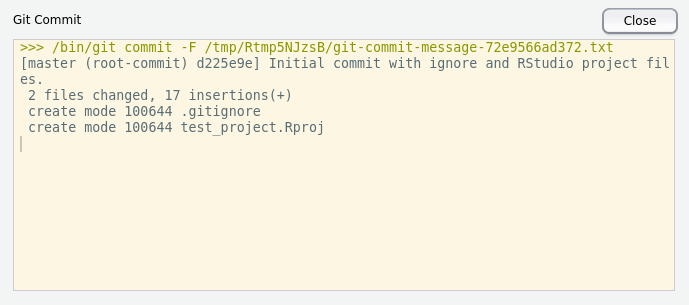 Git Commit
Close
>>> /bin/git commit -F /tmp/Rtmp5NJzsB/git-commit-message-72e9566ad372.txt
[master (root-commit) d225e9e] Initial commit with ignore and RStudio project fil
es.
 2 files changed, 17 insertions(+)
 create mode 100644 .gitignore
 create mode 100644 test_project.Rproj